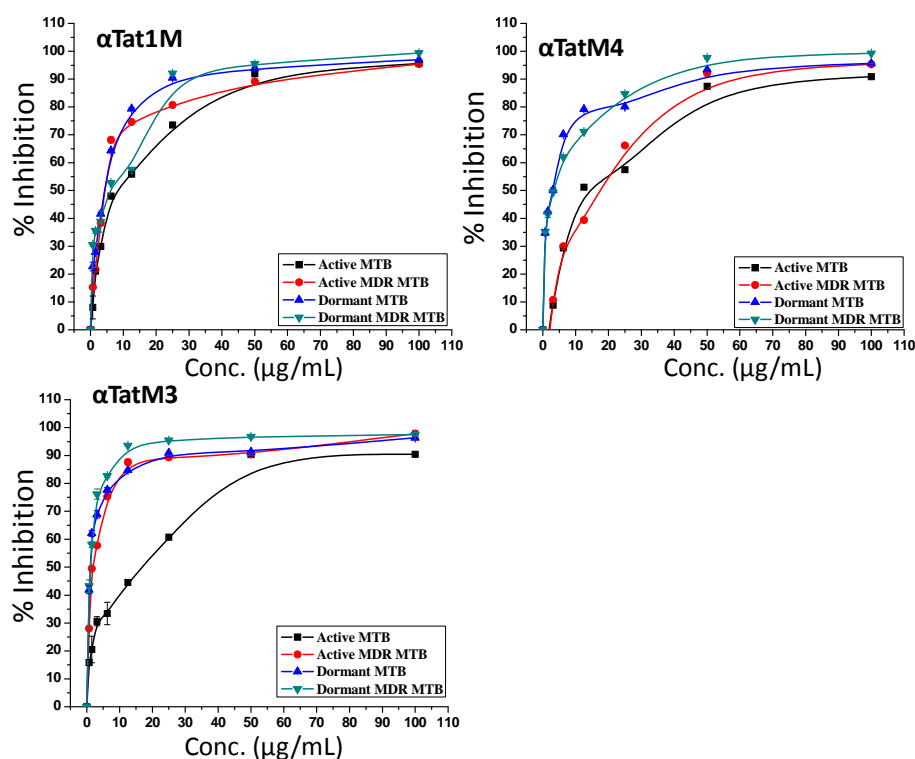 αTat1M
% Inhibition
110
100
90
80
70
60
50
40
30
20
10
0
Active MTB
Active MDR MTB
Dormant MTB
Dormant MDR MTB
0 10 20 30 40 50 60 70 80 90 100 110
Conc. (µg/mL)
αTatM4
% Inhibition
110
100
90
80
70
60
50
40
30
20
10
0
Active MTB
Active MDR MTB
Dormant MTB
Dormant MDR MTB
0 10 20 30 40 50 60 70 80 90 100 110
Conc. (µg/mL)
αTatM3
% Inhibition
110
100
90
80
70
60
50
40
30
20
10
0
Active MTB
Active MDR MTB
Dormant MTB
Dormant MDR MTB
0 10 20 30 40 50 60 70 80 90 100 110
Conc. (µg/mL)